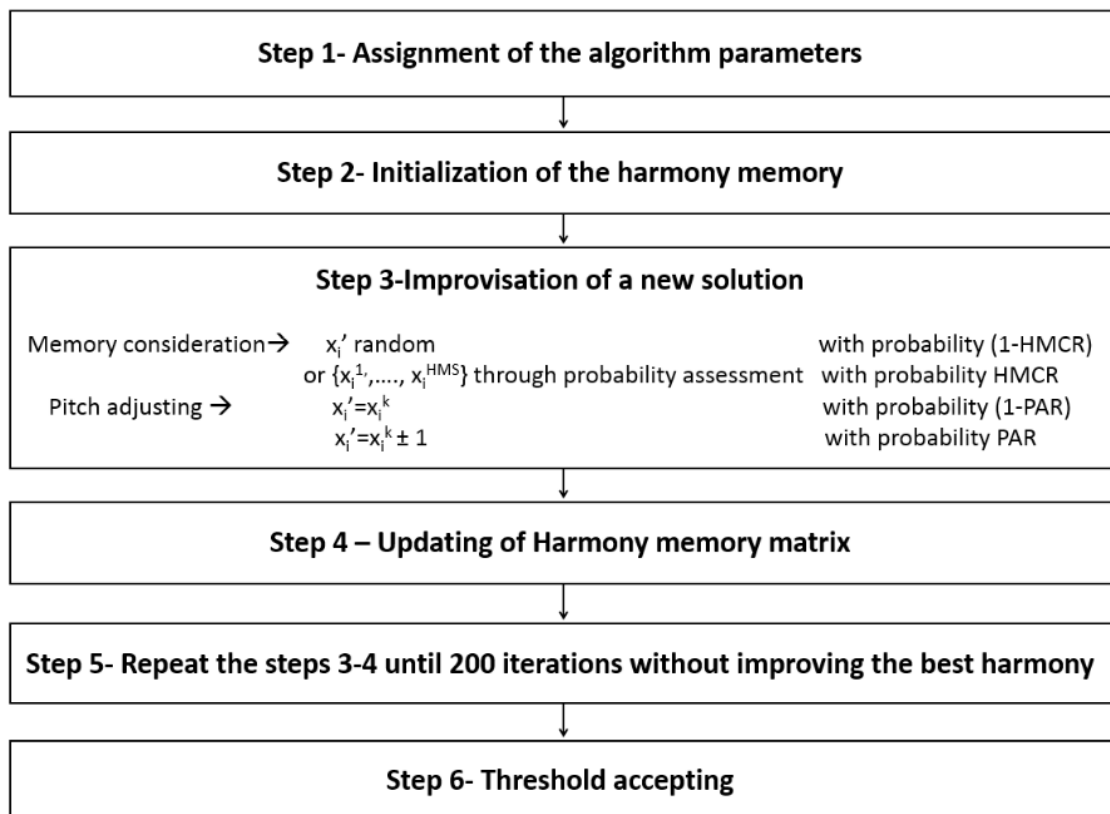 Step 1- Assignment of the algorithm parameters
Step 2- Initialization of the harmony memory
Step 3-Improvisation of a new solution
Memory consideration→ xᵢ’ random with probability (1-HMCR)
or {xᵢ¹,...., xᵢᴴᴹˢ} through probability assessment with probability HMCR
Pitch adjusting → xᵢ’=xᵢᵏ with probability (1-PAR)
xᵢ’=xᵢᵏ ± 1 with probability PAR
Step 4 – Updating of Harmony memory matrix
Step 5- Repeat the steps 3-4 until 200 iterations without improving the best harmony
Step 6- Threshold accepting